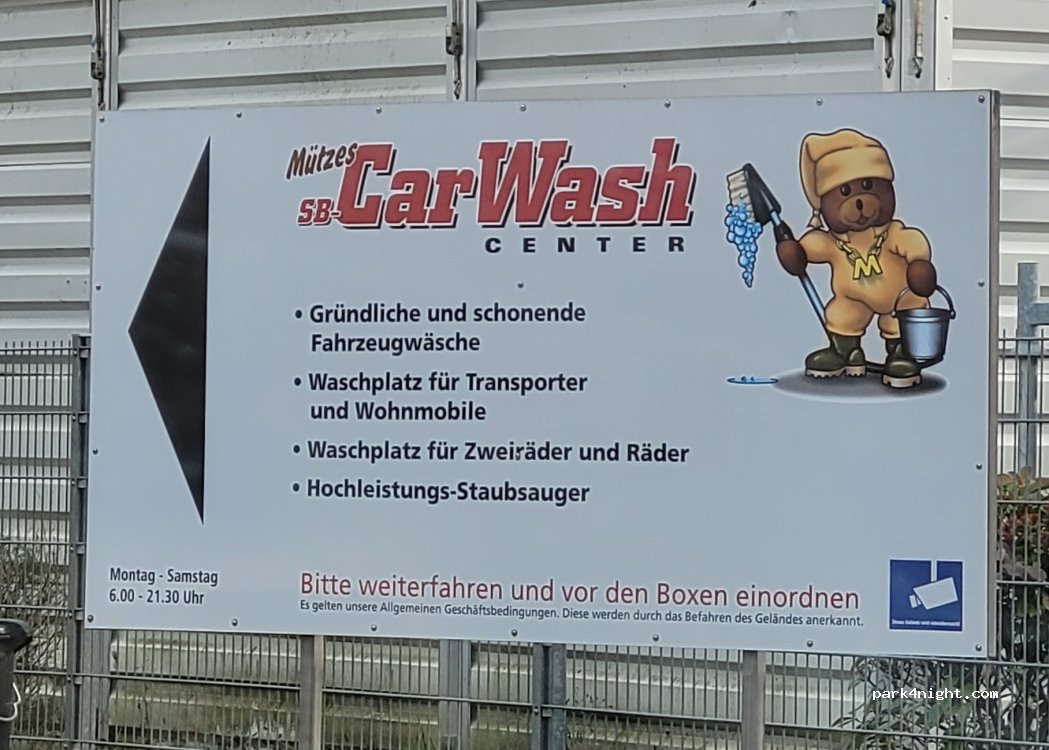 Mützes
SB-CarWash
CENTER
M
• Gründliche und schonende
Fahrzeugwäsche
• Waschplatz für Transporter
und Wohnmobile
• Waschplatz für Zweiräder und Räder
• Hochleistungs-Staubsauger
Montag - Samstag
6.00 - 21.30 Uhr
Bitte weiterfahren und vor den Boxen einordnen
Es gelten unsere Allgemeinen Geschäftsbedingungen. Diese werden durch das Befahren des Geländes anerkannt.
park4night.com